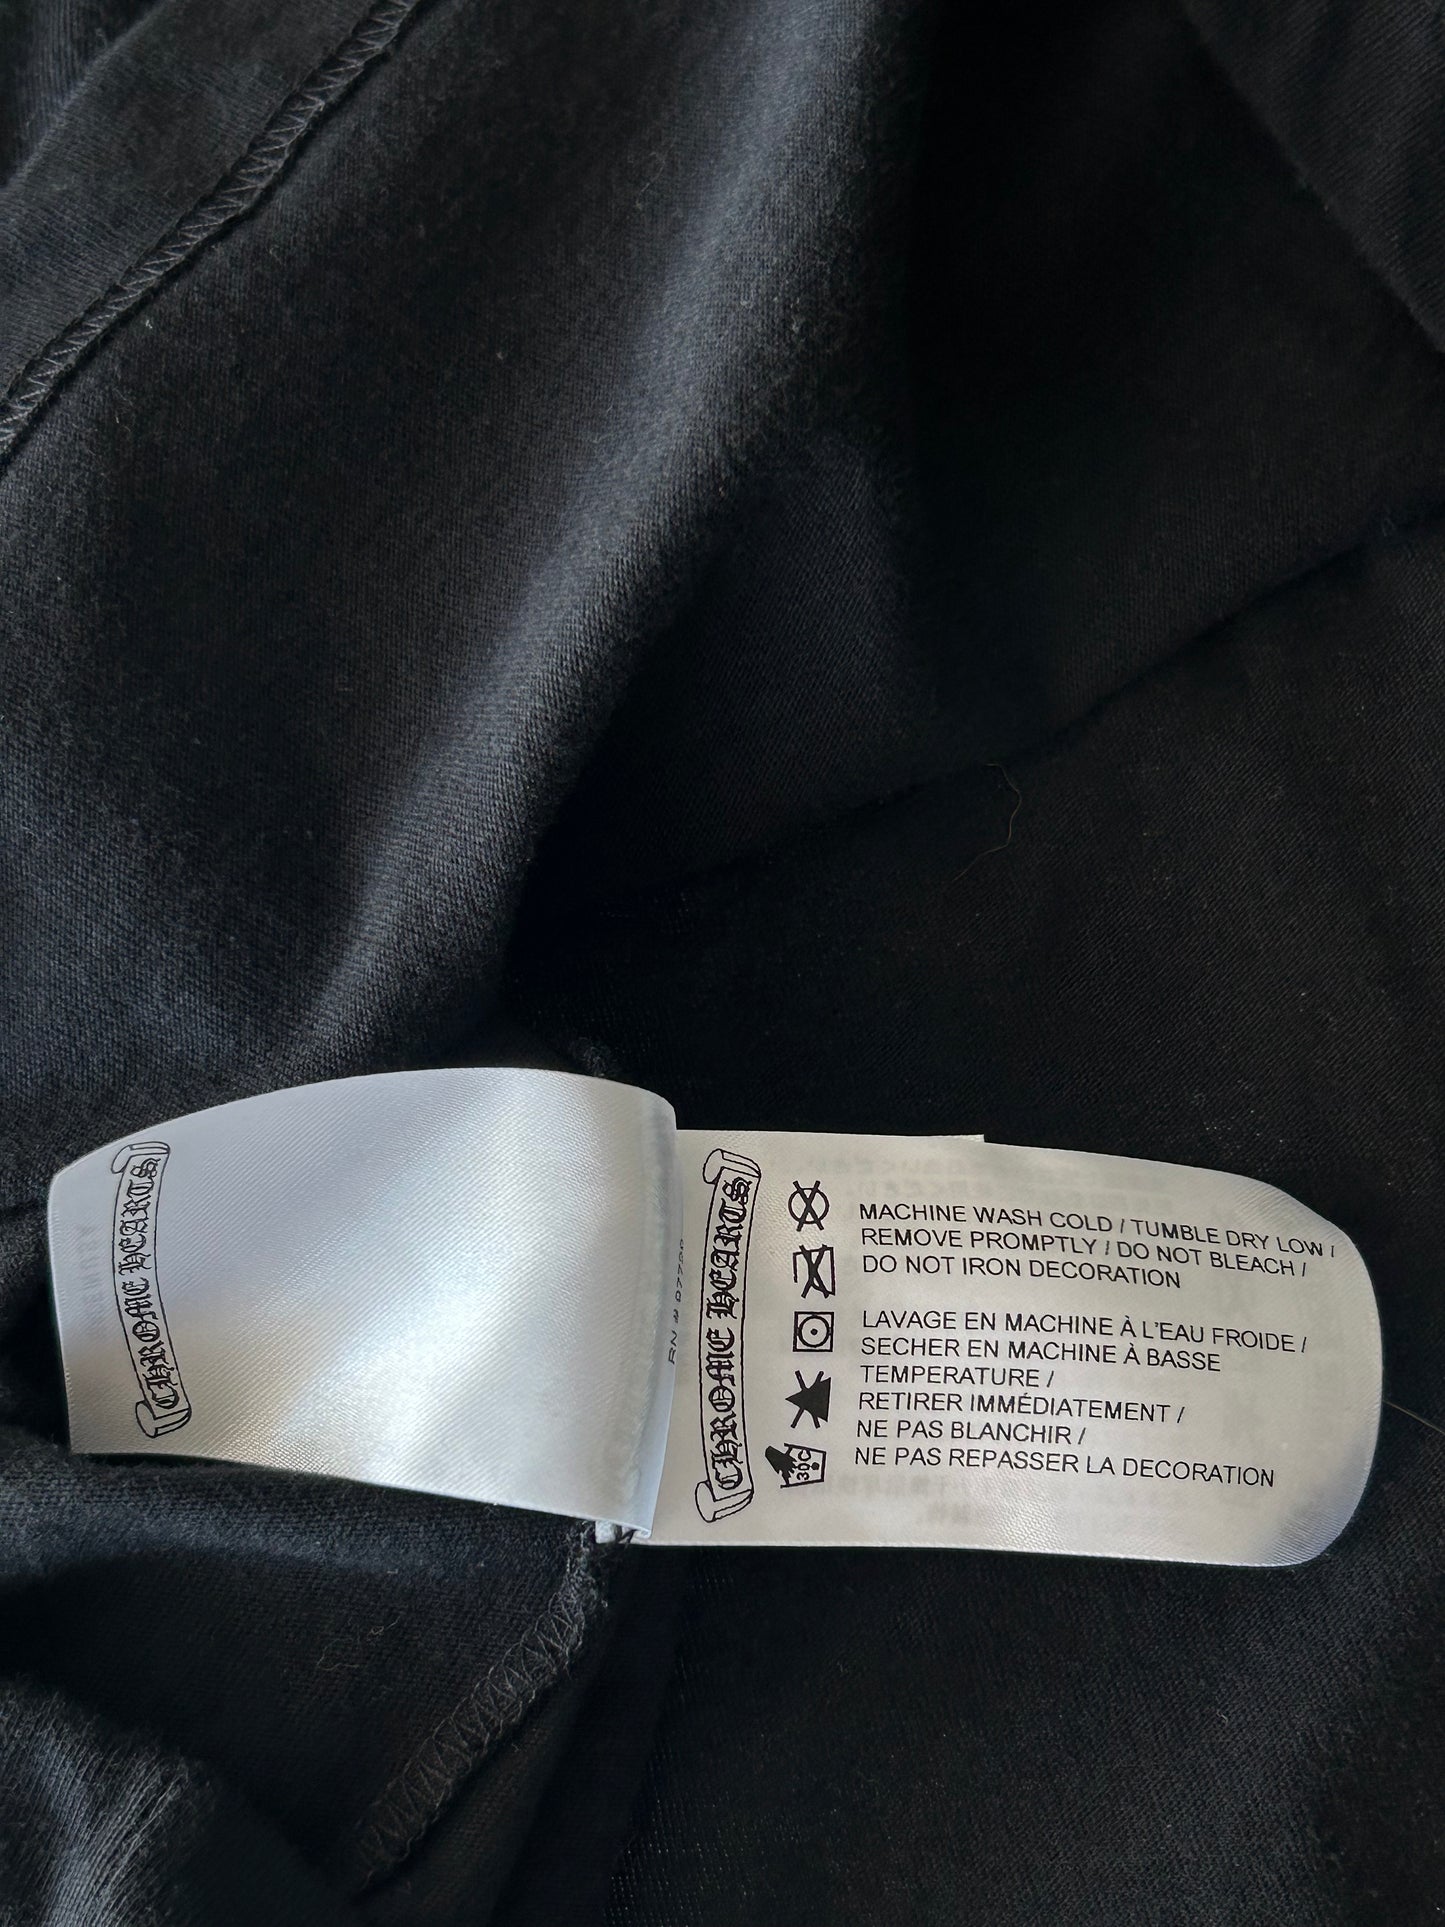 CHROME HEARTS
CHROME HEARTS
MACHINE WASH COLD / TUMBLE DRY LOW /
REMOVE PROMPTLY / DO NOT BLEACH /
DO NOT IRON DECORATION
LAVAGE EN MACHINE À L'EAU FROIDE /
SECHER EN MACHINE À BASSE
TEMPERATURE /
RETIRER IMMÉDIATEMENT /
NE PAS BLANCHIR /
NE PAS REPASSER LA DECORATION
30C
RN #